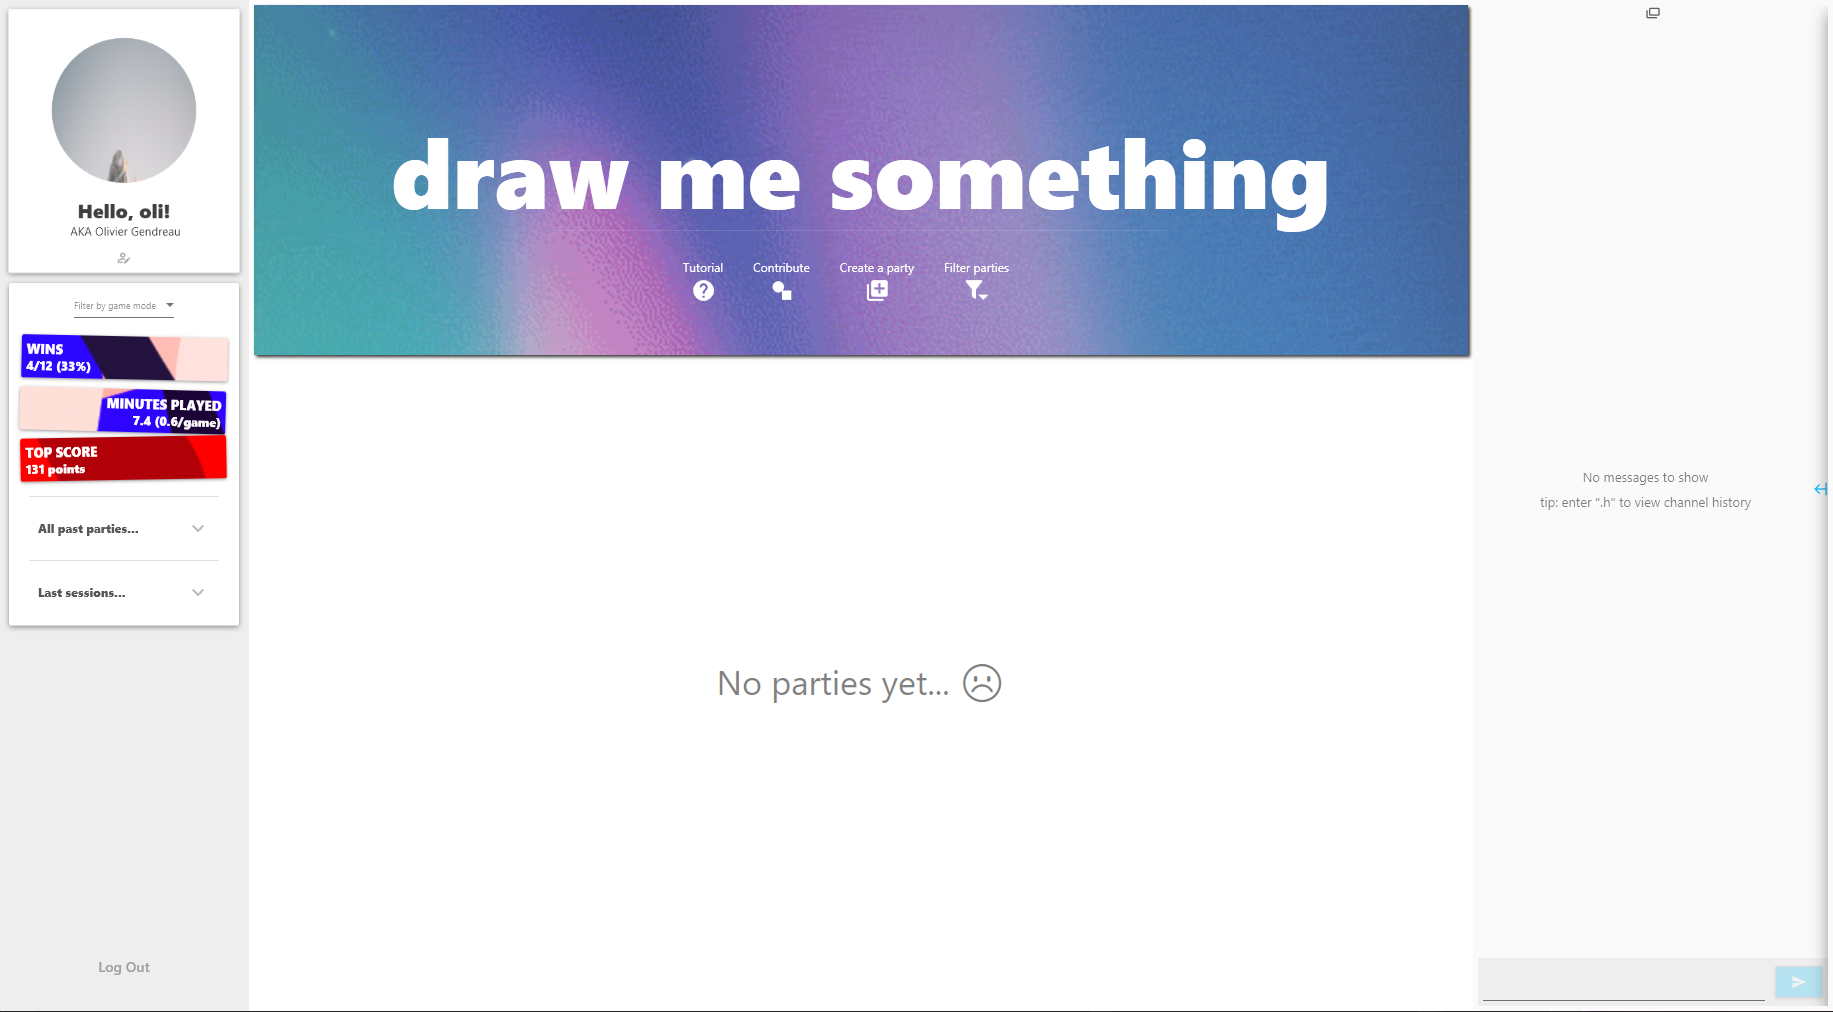 Hello, oli!
AKA Olivier Gendreau
Filter by game mode
WINS
4/12 (33%)
MINUTES PLAYED
7.4 (0.6/game)
TOP SCORE
131 points
All past parties...
Last sessions...
Log Out
draw me something
Tutorial
Contribute
Create a party
Filter parties
No parties yet...
No messages to show
tip: enter ".h" to view channel history